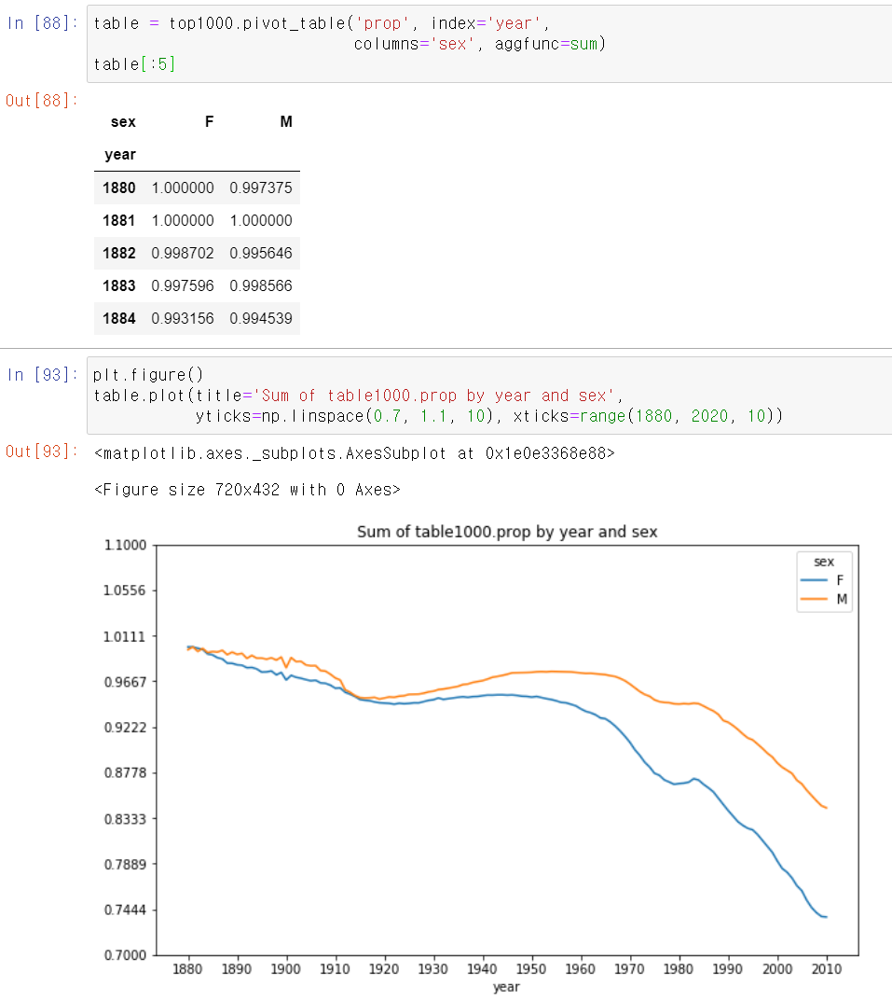 In [88]: table = top1000.pivot_table('prop', index='year',
columns='sex', aggfunc=sum)
table[:5]
Out[88]:
sex F M
year
1880 1.000000 0.997375
1881 1.000000 1.000000
1882 0.998702 0.995646
1883 0.997596 0.998566
1884 0.993156 0.994539
In [93]: plt.figure()
table.plot(title='Sum of table1000.prop by year and sex',
yticks=np.linspace(0.7, 1.1, 10), xticks=range(1880, 2020, 10))
Out[93]: <matplotlib.axes._subplots.AxesSubplot at 0x1e0e3368e88>
<Figure size 720x432 with 0 Axes>
Sum of table1000.prop by year and sex
1.1000
1.0556
1.0111
0.9667
0.9222
0.8778
0.8333
0.7889
0.7444
0.7000
sex
F
M
1880 1890 1900 1910 1920 1930 1940 1950 1960 1970 1980 1990 2000 2010
year